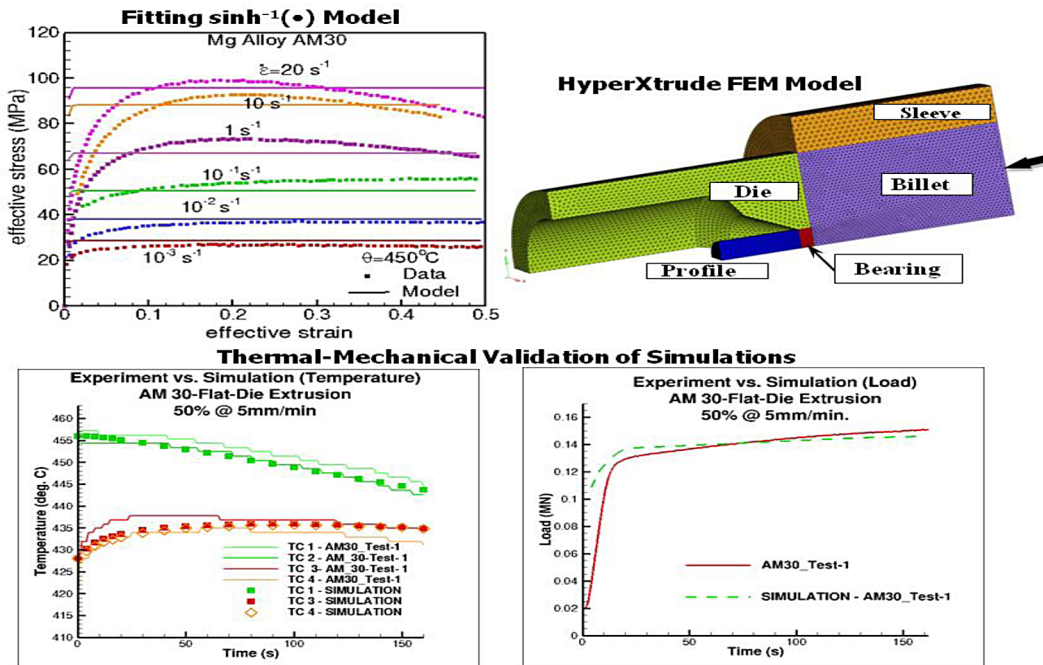 Fitting sinh⁻¹(•) Model
Mg Alloy AM30
effective stress (MPa)
120
100
80
60
40
20
0
ε̇=20 s⁻¹
10 s⁻¹
1 s⁻¹
10⁻¹s⁻¹
10⁻² s⁻¹
10⁻³ s⁻¹
θ=450°C
Data
Model
0
0.1
0.2
0.3
0.4
0.5
effective strain
HyperXtrude FEM Model
Sleeve
Die
Billet
Profile
Bearing
Thermal-Mechanical Validation of Simulations
Experiment vs. Simulation (Temperature)
AM 30-Flat-Die Extrusion
50% @ 5mm/min
Temperature (deg, C)
460
455
450
445
440
435
430
425
420
415
410
TC 1 - AM30_Test-1
TC 2 - AM_30-Test- 1
TC 3- AM_30-Test-1
TC 4 - AM30_Test-1
TC 1 - SIMULATION
TC 3 - SIMULATION
TC 4 - SIMULATION
0
50
100
150
Time (s)
Experiment vs. Simulation (Load)
AM 30-Flat-Die Extrusion
50% @ 5mm/min.
Load (MN)
0.16
0.14
0.12
0.1
0.08
0.06
0.04
0.02
0
AM30_Test-1
SIMULATION - AM30_Test-1
0
50
100
150
Time (s)